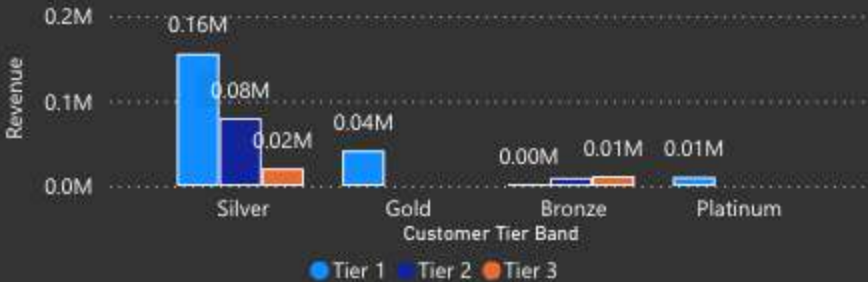 0.2M
0.16M
0.08M
0.1M
0.04M
0.02M
0.00M 0.01M 0.01M
0.0M
Revenue
Silver Gold Bronze Platinum
Customer Tier Band
Tier 1 Tier 2 Tier 3